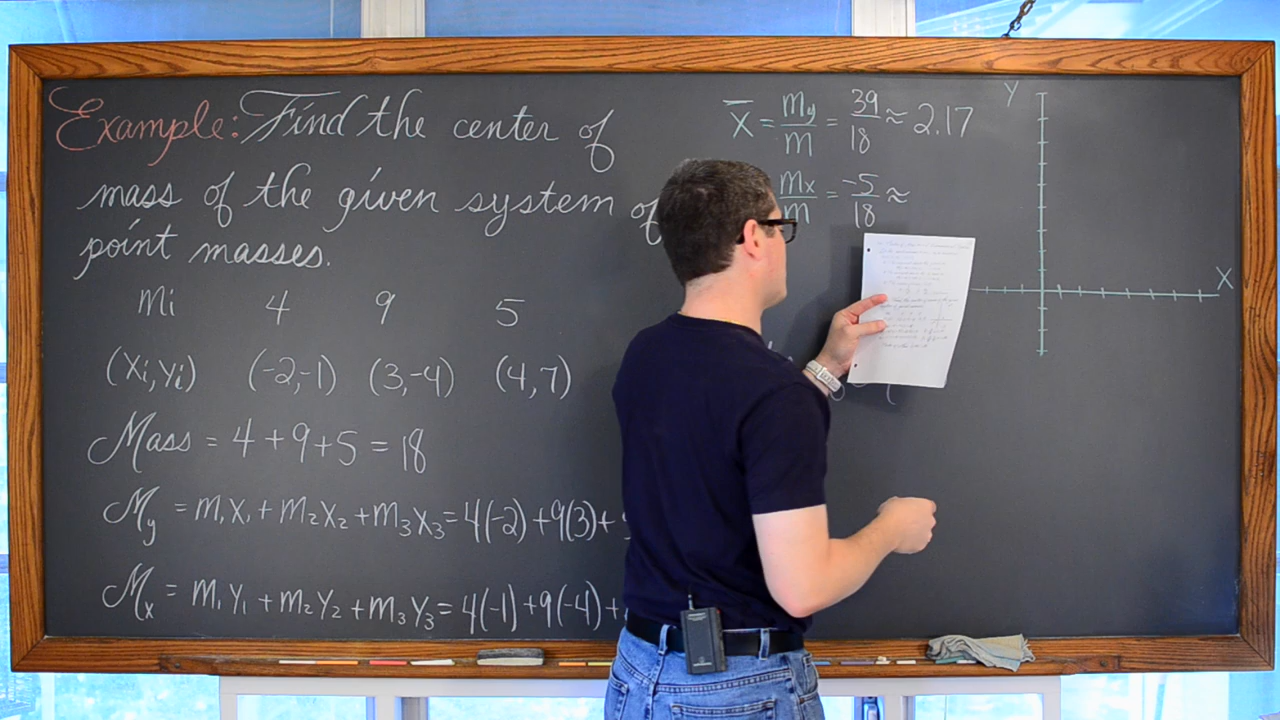 Example: Find the center of
mass of the given system of
point masses.
mi 4 9 5
(xi,yi) (-2,-1) (3,-4) (4,7)
Mass = 4+9+5 = 18
My = m1x1 + m2x2 + m3x3 = 4(-2) + 9(3) +
Mx = m1y1 + m2y2 + m3y3 = 4(-1) + 9(-4) +
x̅ = My/m = 39/18 ≈ 2.17
Mx/m = -5/18 ≈
Y
X